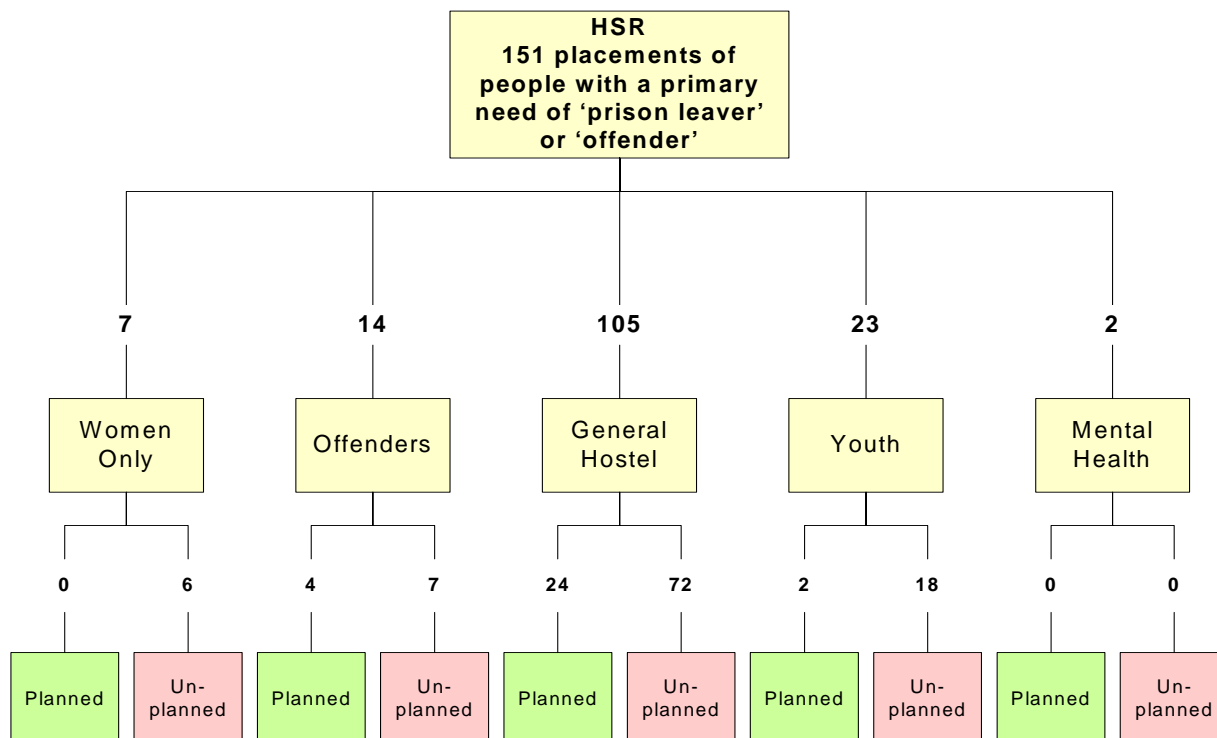 HSR
151 placements of
people with a primary
need of ‘prison leaver’
or ‘offender’
7 14 105 23 2
Women
Only
Offenders
General
Hostel
Youth
Mental
Health
0 6 4 7 24 72 2 18 0 0
Planned
Un-
planned
Planned
Un-
planned
Planned
Un-
planned
Planned
Un-
planned
Planned
Un-
planned